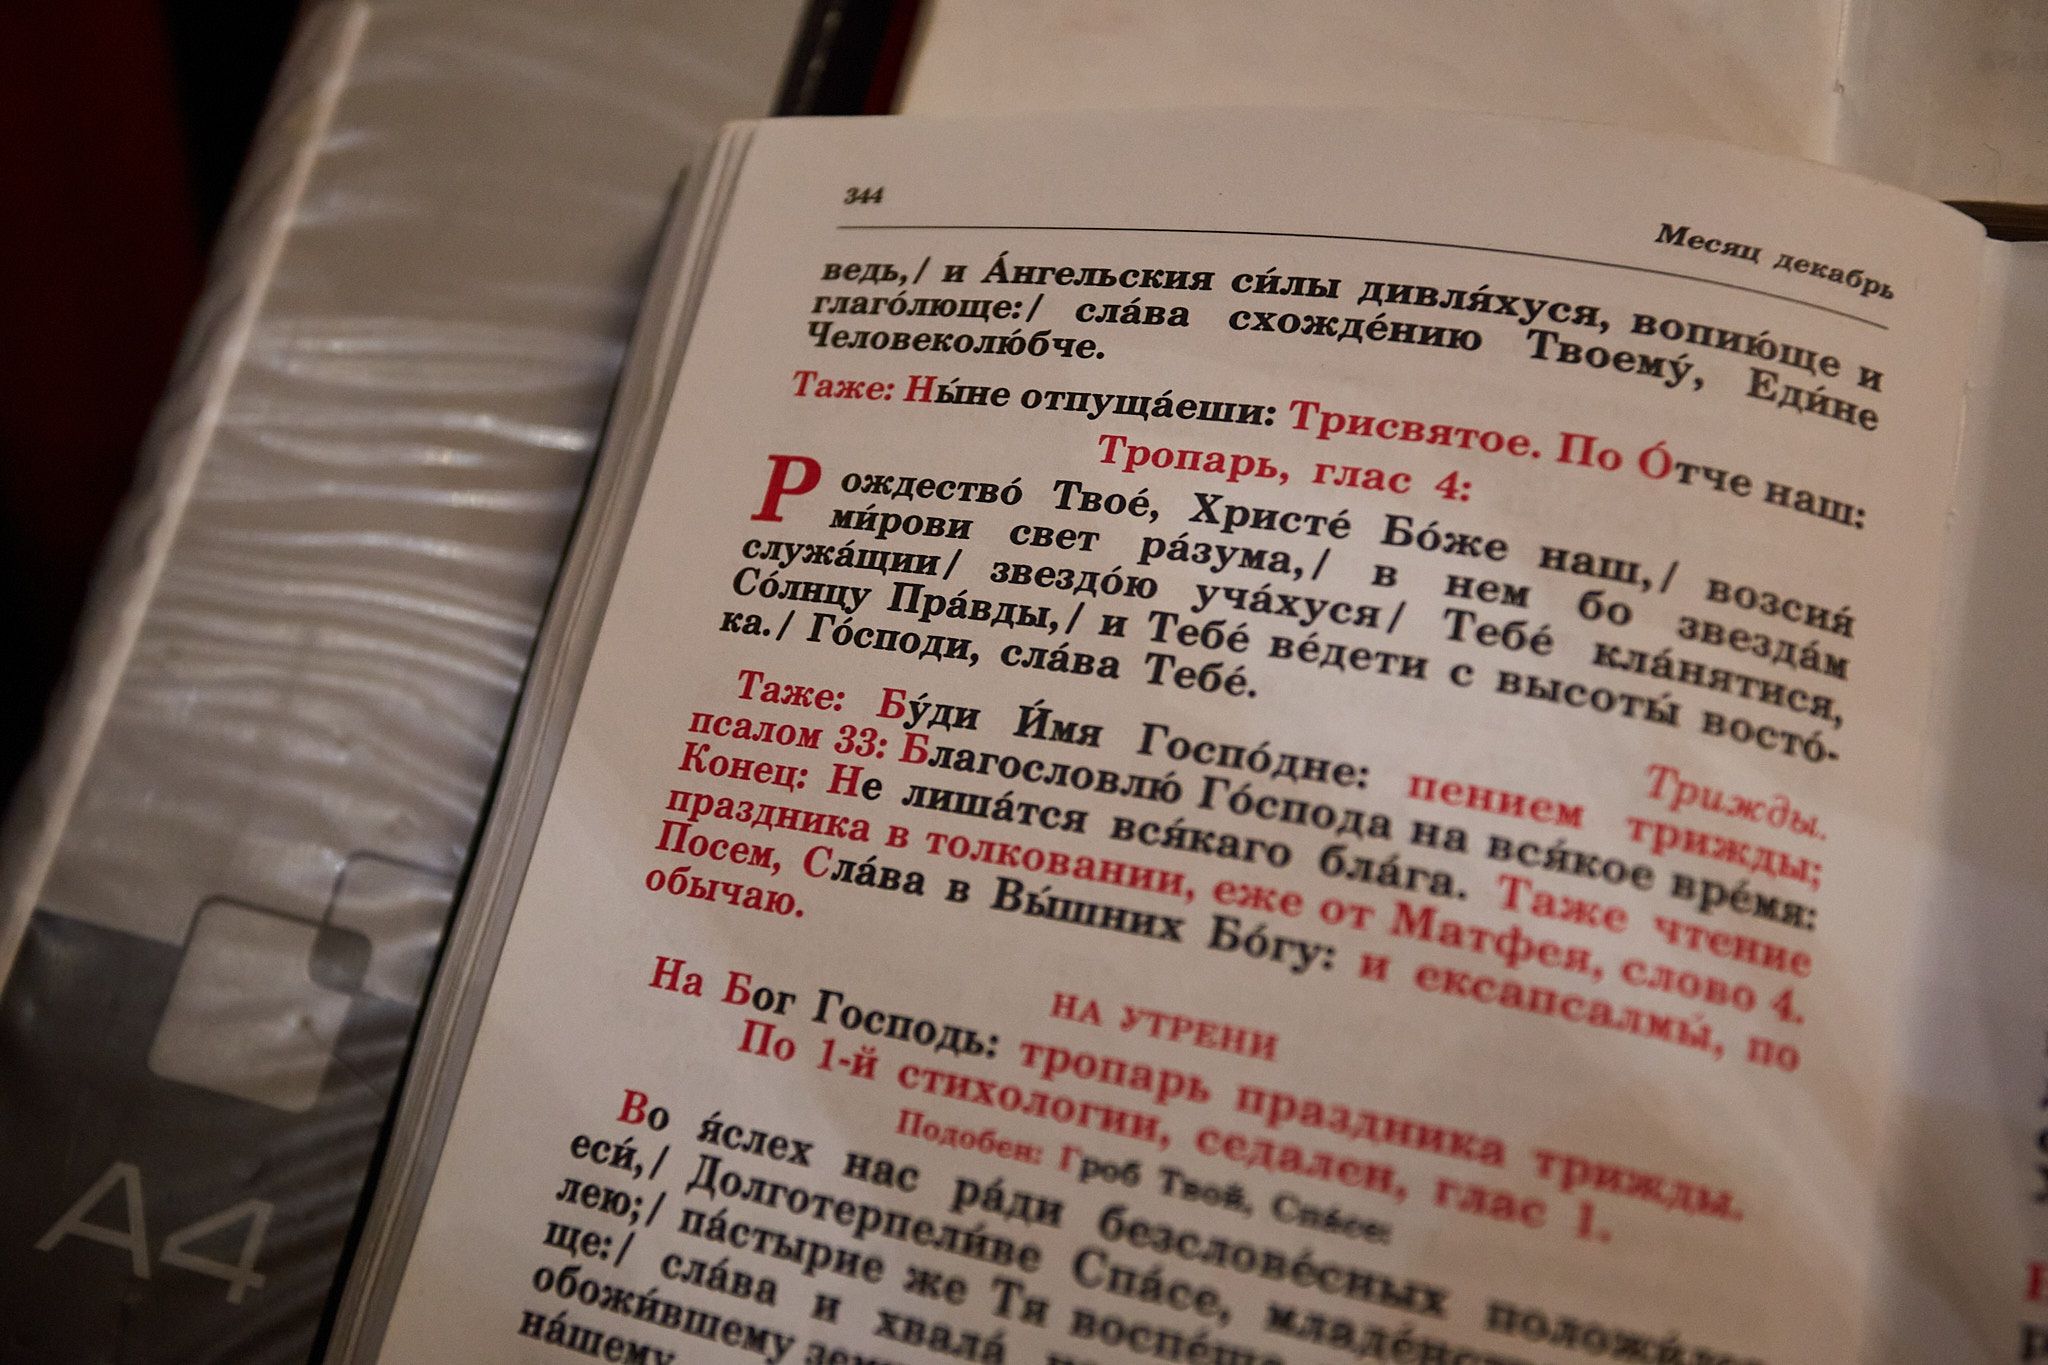 344
Месяц декабрь
ведь,/ и А́нгельския си́лы дивля́хуся, вопию́ще и
глаго́люще:/ сла́ва схожде́нию Твоему́, Еди́не
Человеколю́бче.
Таже: Ны́не отпуща́еши: Трисвятое. По О́тче наш:
Тропарь, глас 4:
Рождество́ Твое́, Христе́ Бо́же наш,/ возсия́
ми́рови свет ра́зума,/ в нем бо звезда́м
служа́щии/ звездо́ю уча́хуся/ Тебе́ кла́нятися,
Со́лнцу Пра́вды,/ и Тебе́ ве́дети с высоты́ восто́-
ка./ Го́споди, сла́ва Тебе́.
Трижды.
Таже: Бу́ди И́мя Госпо́дне: пением трижды;
псалом 33: Благословлю́ Го́спода на вся́кое вре́мя:
Конец: Не лиша́тся вся́каго бла́га. Таже чтение
праздника в толковании, еже от Матфея, слово 4.
Посем, Сла́ва в Вы́шних Бо́гу: и ексапсалмы́, по
обычаю.
НА УТРЕНИ
На Бог Господь: тропарь праздника трижды.
По 1-й стихологии, седален, глас 1.
Подобен: Гроб Твой, Спа́се:
Во я́слех нас ра́ди безслове́сных
еси́,/ Долготерпели́ве Спа́се,
лею;/ па́стырие же Тя
ще:/ сла́ва и хвала́
обожи́вшему
на́шему
A4